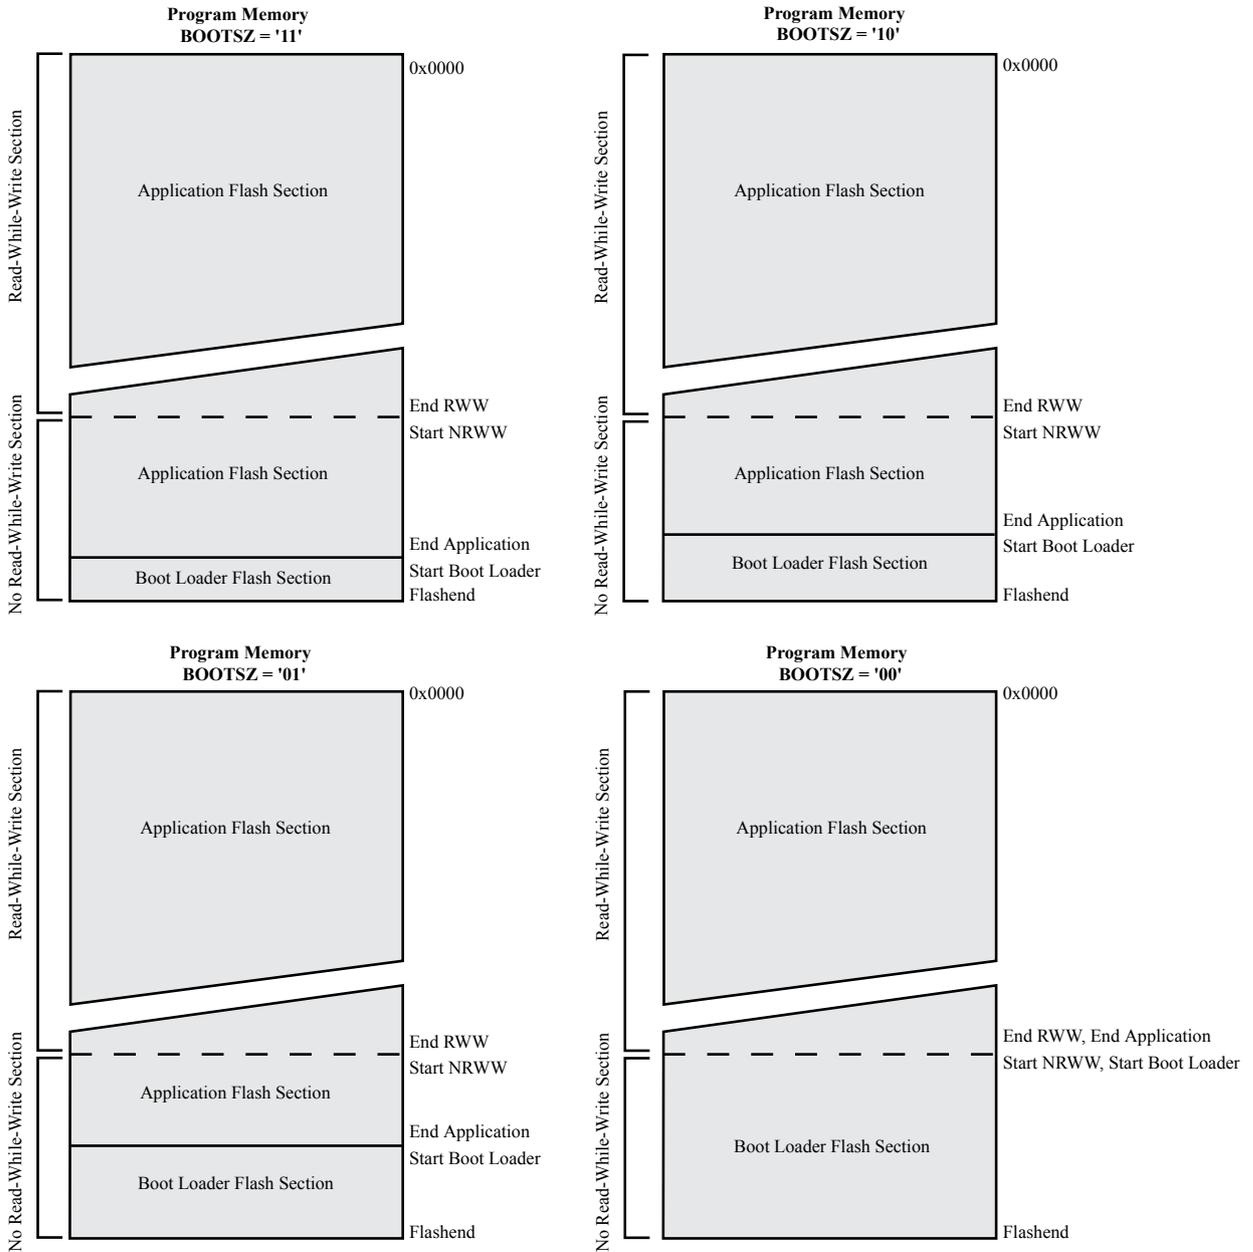 Program Memory
BOOTSZ = '11'
0x0000
Read-While-Write Section
Application Flash Section
End RWW
Start NRWW
No Read-While-Write Section
Application Flash Section
End Application
Start Boot Loader
Boot Loader Flash Section
Flashend
Program Memory
BOOTSZ = '10'
0x0000
Read-While-Write Section
Application Flash Section
End RWW
Start NRWW
No Read-While-Write Section
Application Flash Section
End Application
Start Boot Loader
Boot Loader Flash Section
Flashend
Program Memory
BOOTSZ = '01'
0x0000
Read-While-Write Section
Application Flash Section
End RWW
Start NRWW
No Read-While-Write Section
Application Flash Section
End Application
Start Boot Loader
Boot Loader Flash Section
Flashend
Program Memory
BOOTSZ = '00'
0x0000
Read-While-Write Section
Application Flash Section
End RWW, End Application
Start NRWW, Start Boot Loader
No Read-While-Write Section
Boot Loader Flash Section
Flashend